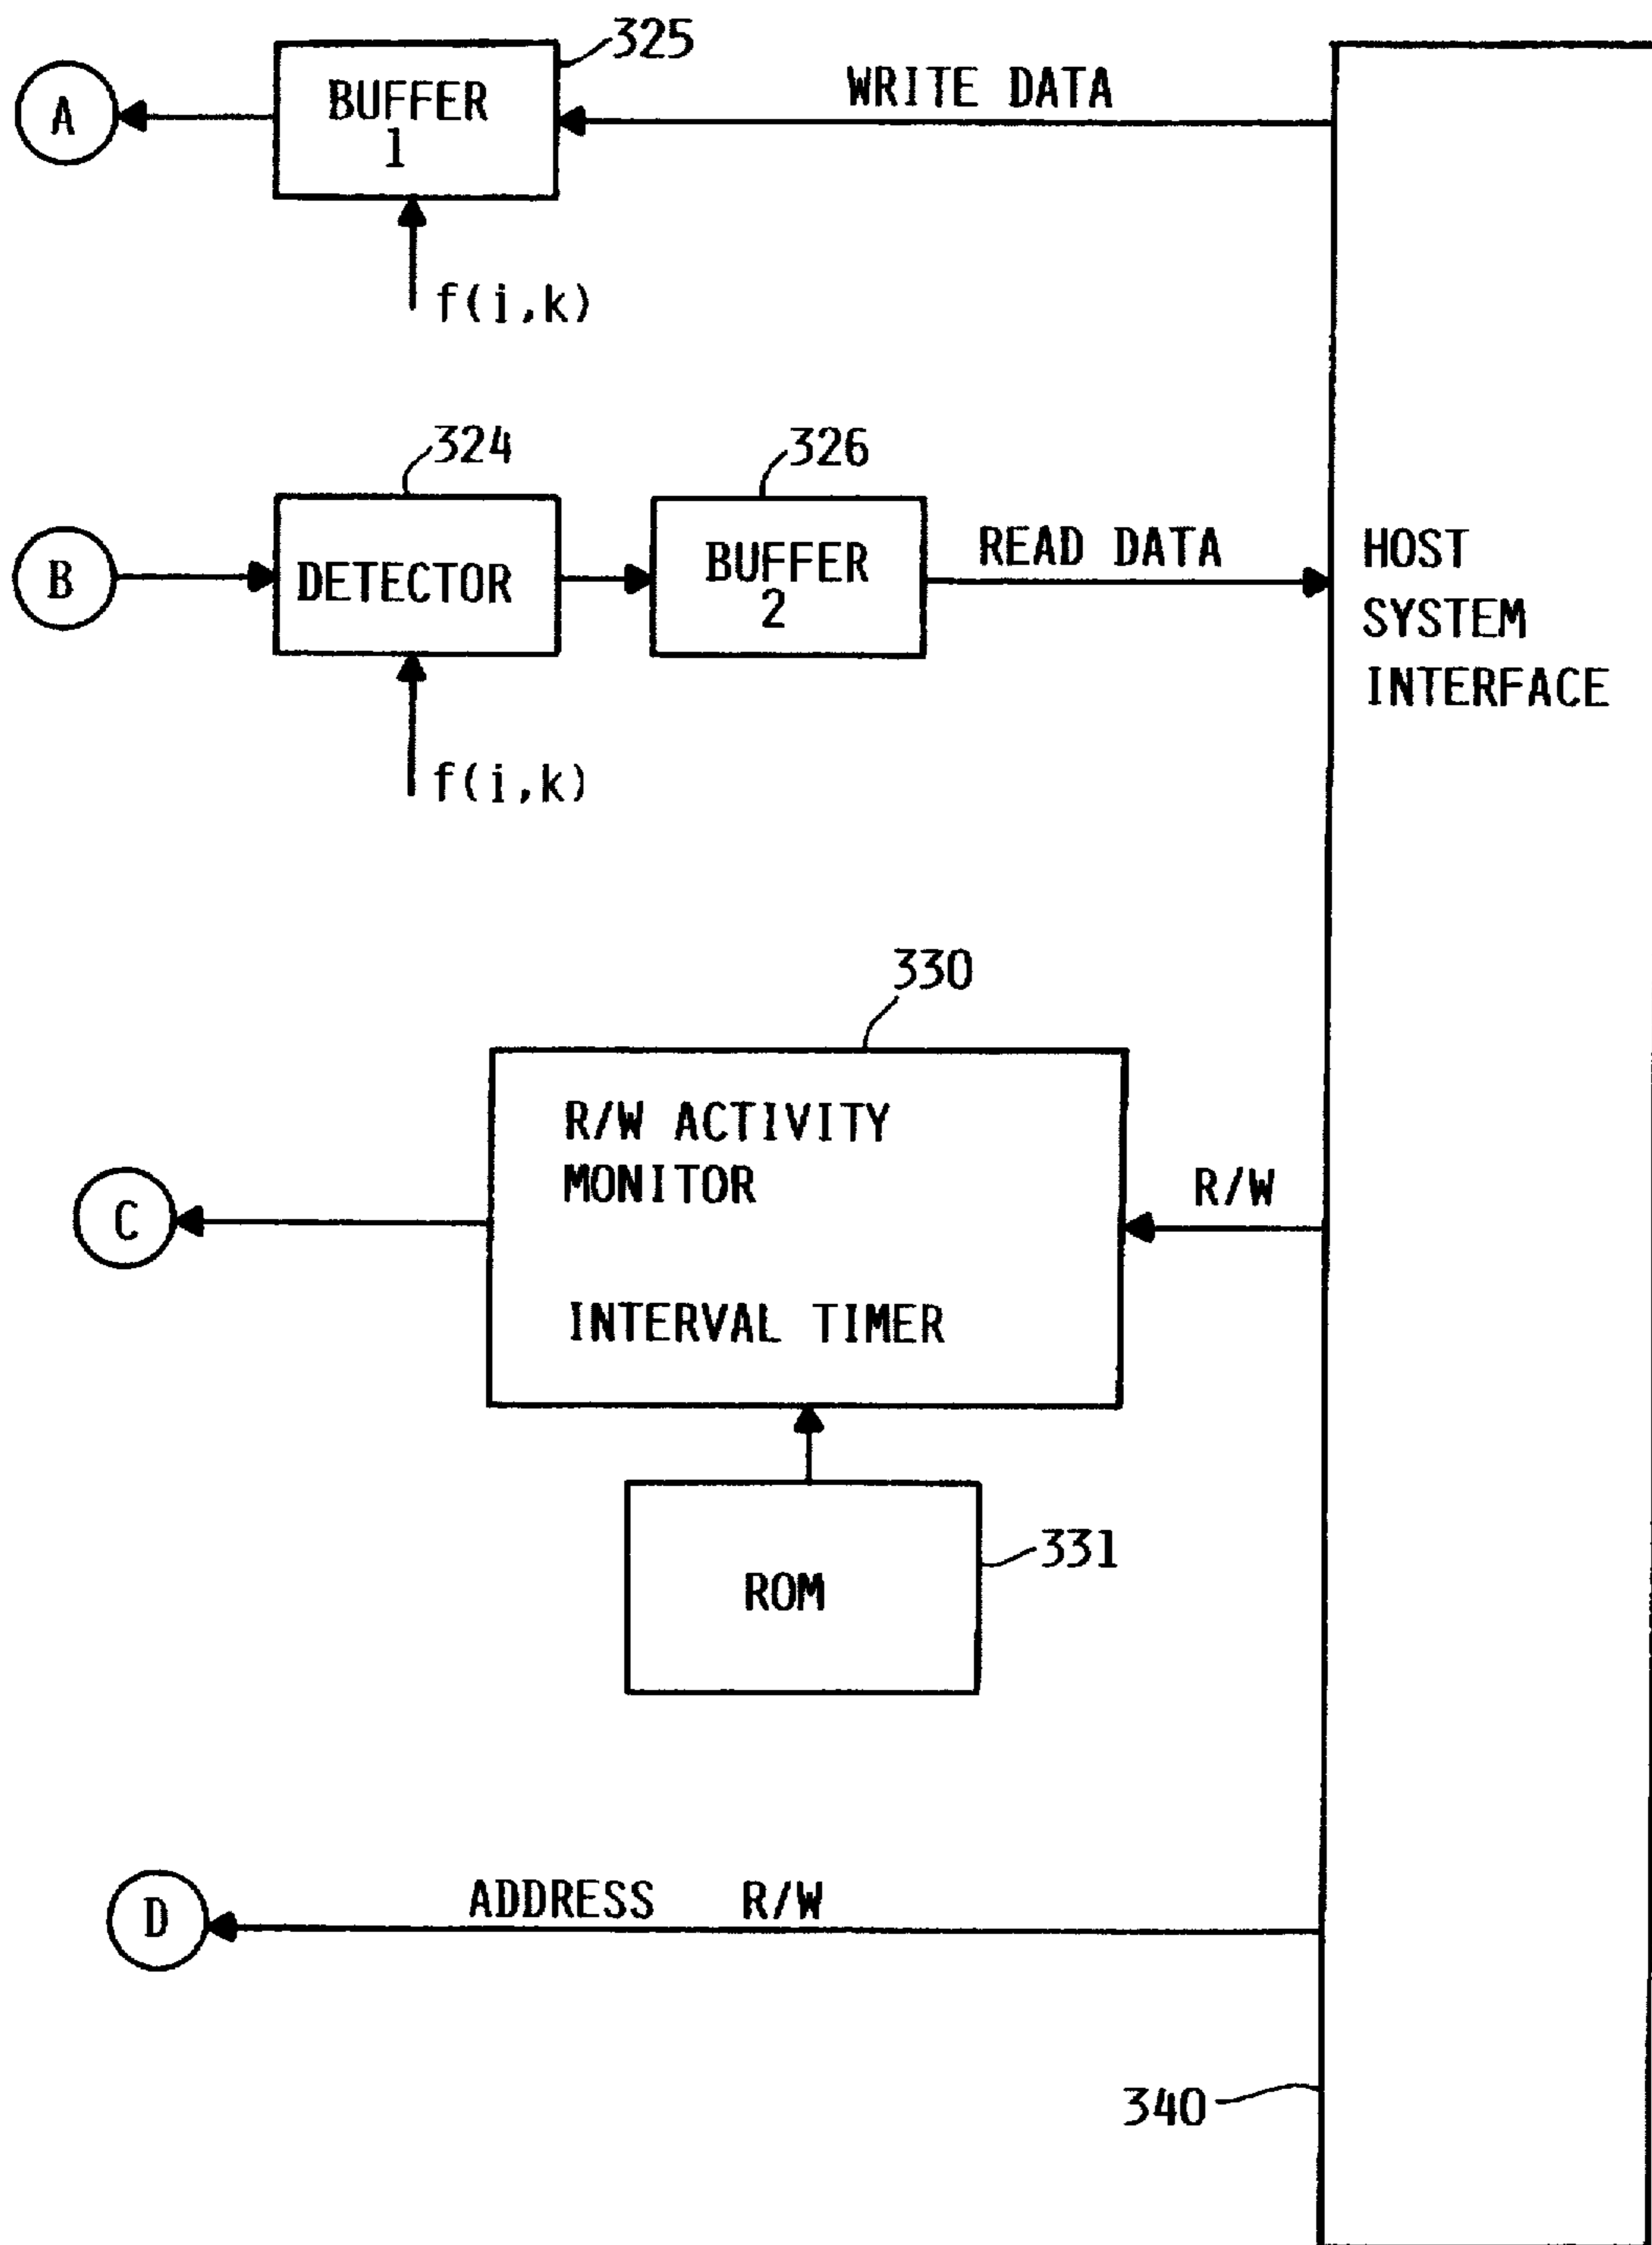 325
WRITE DATA
A
BUFFER
1
f(i,k)
324
326
B
DETECTOR
BUFFER
2
READ DATA
HOST
SYSTEM
INTERFACE
f(i,k)
330
R/W ACTIVITY
MONITOR
INTERVAL TIMER
C
R/W
331
ROM
ADDRESS R/W
D
340